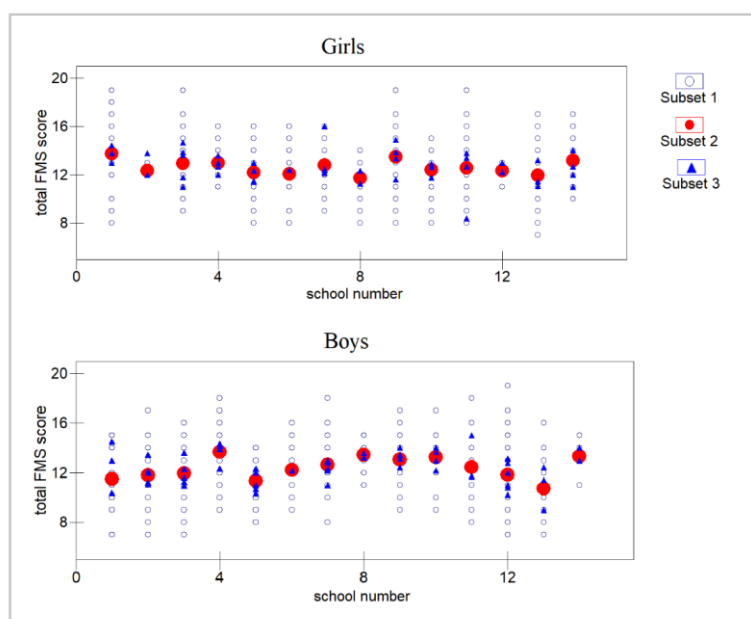 Girls
20
16
12
8
0
4
8
12
total FMS score
school number
Subset 1
Subset 2
Subset 3
Boys
20
16
12
8
0
4
8
12
total FMS score
school number